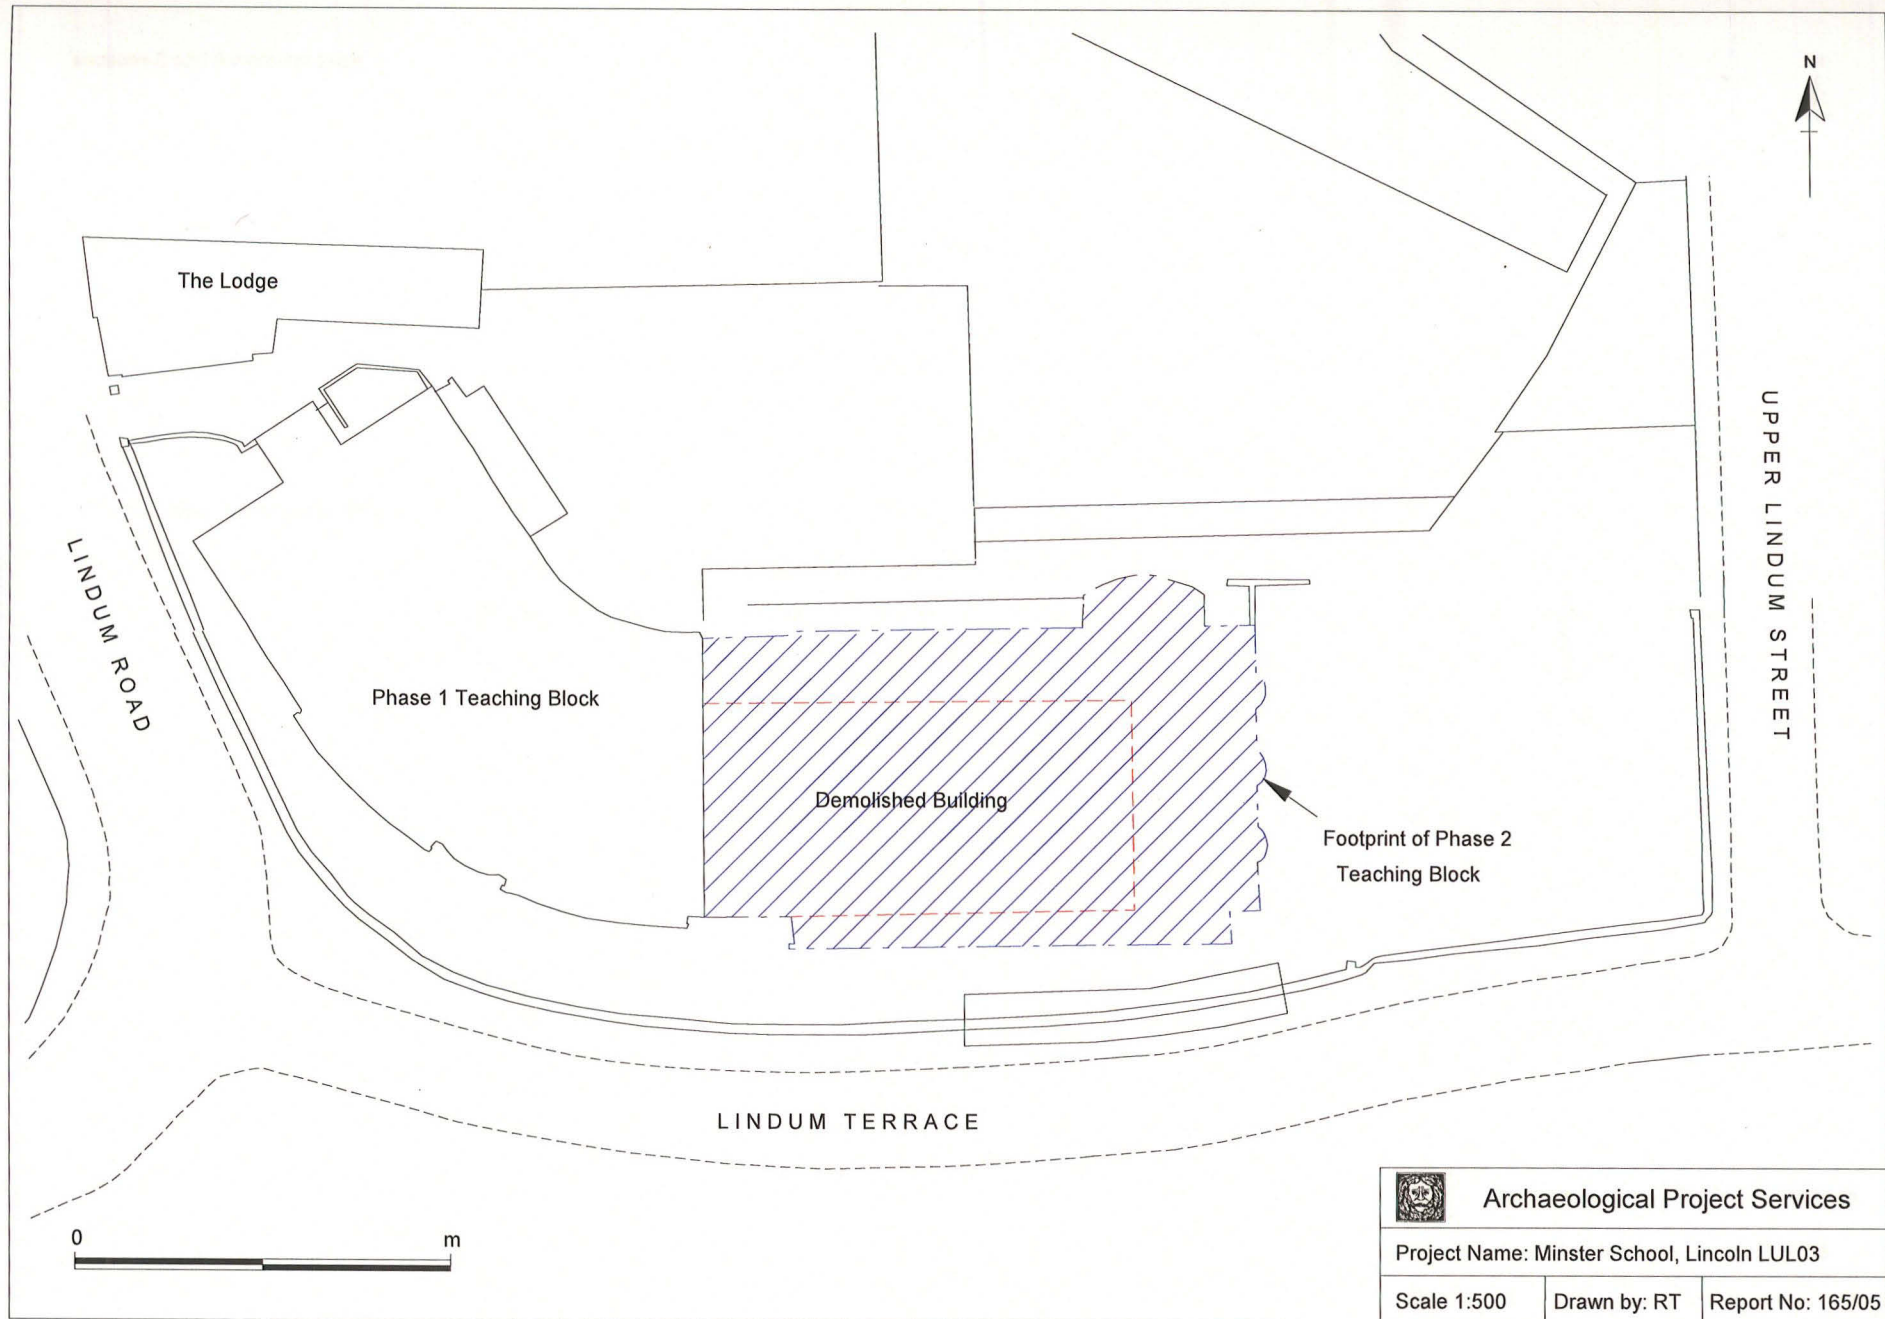 N
The Lodge
UPPER LINDUM STREET
LINDUM ROAD
Phase 1 Teaching Block
Demolished Building
Footprint of Phase 2
Teaching Block
LINDUM TERRACE
0 m
Archaeological Project Services
Project Name: Minster School, Lincoln LUL03
Scale 1:500 Drawn by: RT Report No: 165/05